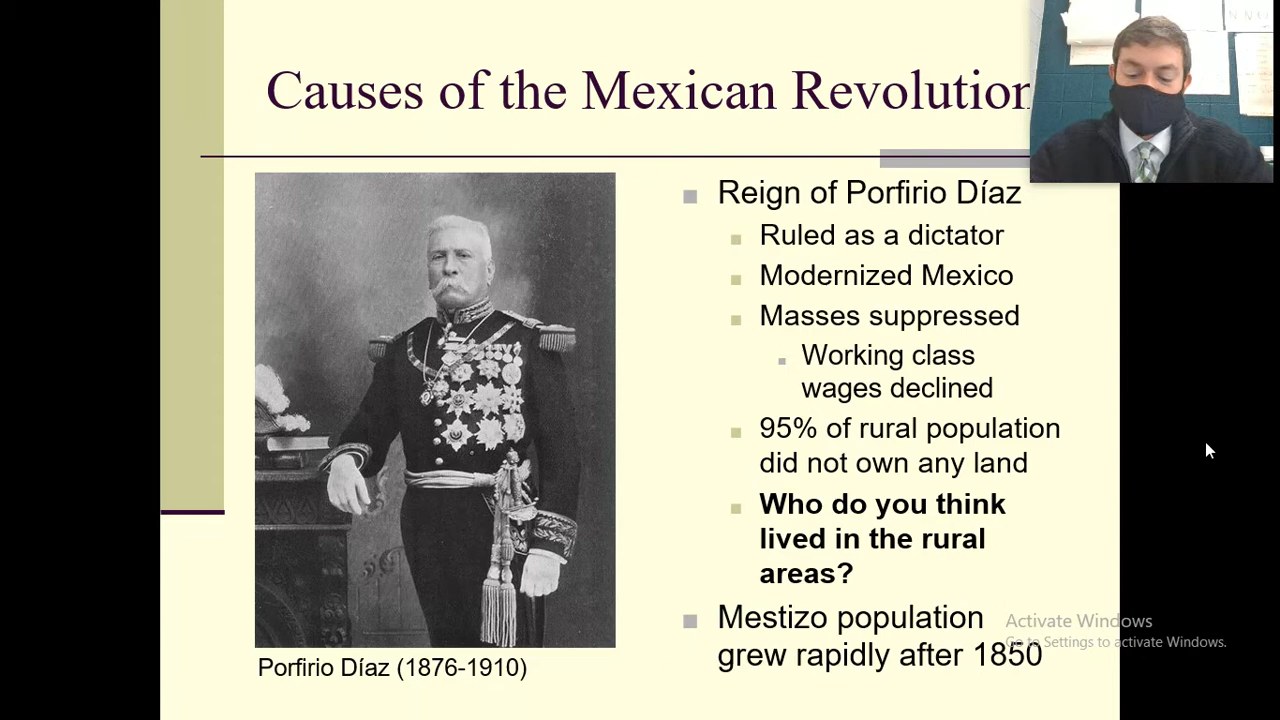 Causes of the Mexican Revolution
Reign of Porfirio Díaz
Ruled as a dictator
Modernized Mexico
Masses suppressed
Working class
wages declined
95% of rural population
did not own any land
Who do you think
lived in the rural
areas?
Mestizo population
grew rapidly after 1850
Porfirio Díaz (1876-1910)
Activate Windows
Go to Settings to activate Windows.